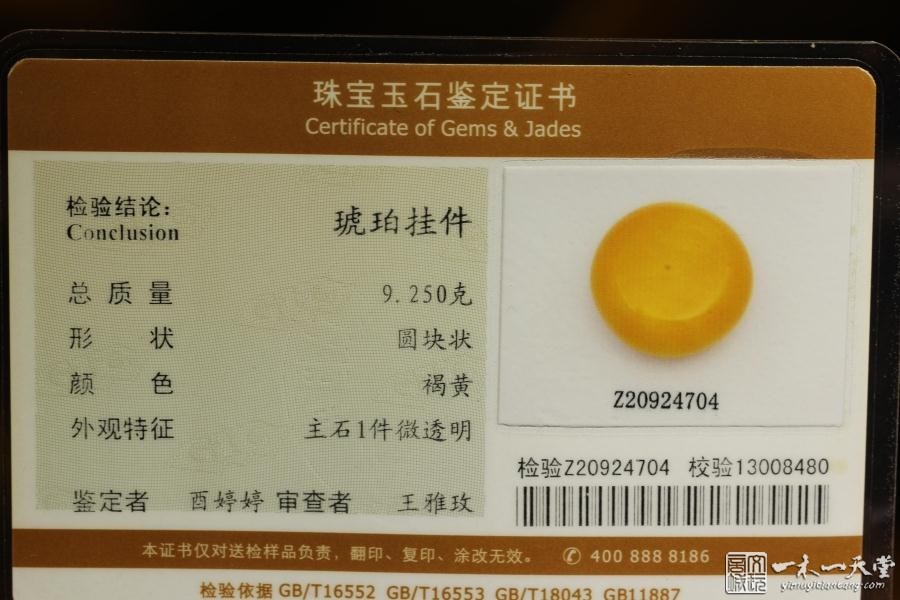 珠宝玉石鉴定证书
Certificate of Gems & Jades
检验结论：
Conclusion
琥珀挂件
总质量 9.250克
形状 圆块状
颜色 褐黄
外观特征 主石1件微透明
鉴定者 酉婷婷 审查者 王雅玫
Z20924704
检验Z20924704 校验13008480
本证书仅对送检样品负责，翻印、复印、涂改无效。 ✆ 400 888 8186
检验依据 GB/T16552 GB/T16553 GB/T18043 GB11887
一木一天堂
yimuyitiantang.com